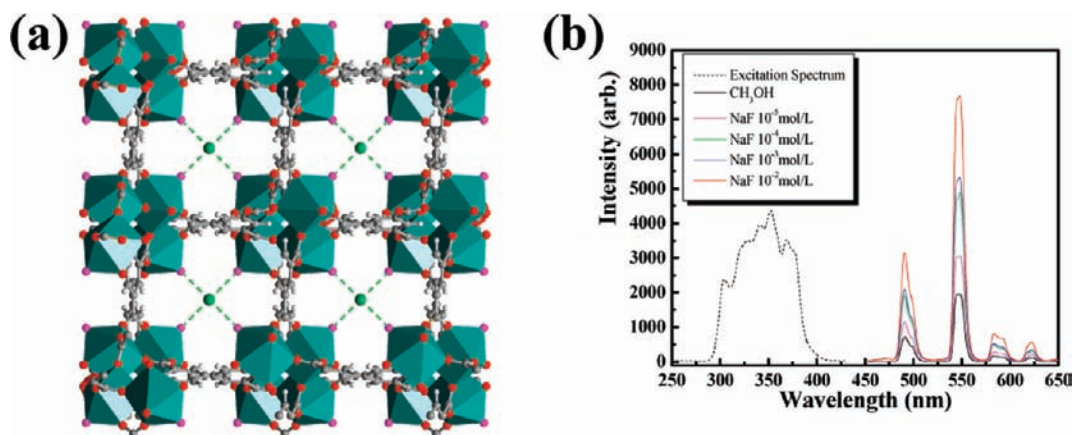 (a)
(b)
Intensity (arb.)
9000
8000
7000
6000
5000
4000
3000
2000
1000
0
Excitation Spectrum
CH₃OH
NaF 10⁻⁵mol/L
NaF 10⁻⁴mol/L
NaF 10⁻³mol/L
NaF 10⁻²mol/L
250 300 350 400 450 500 550 600 650
Wavelength (nm)